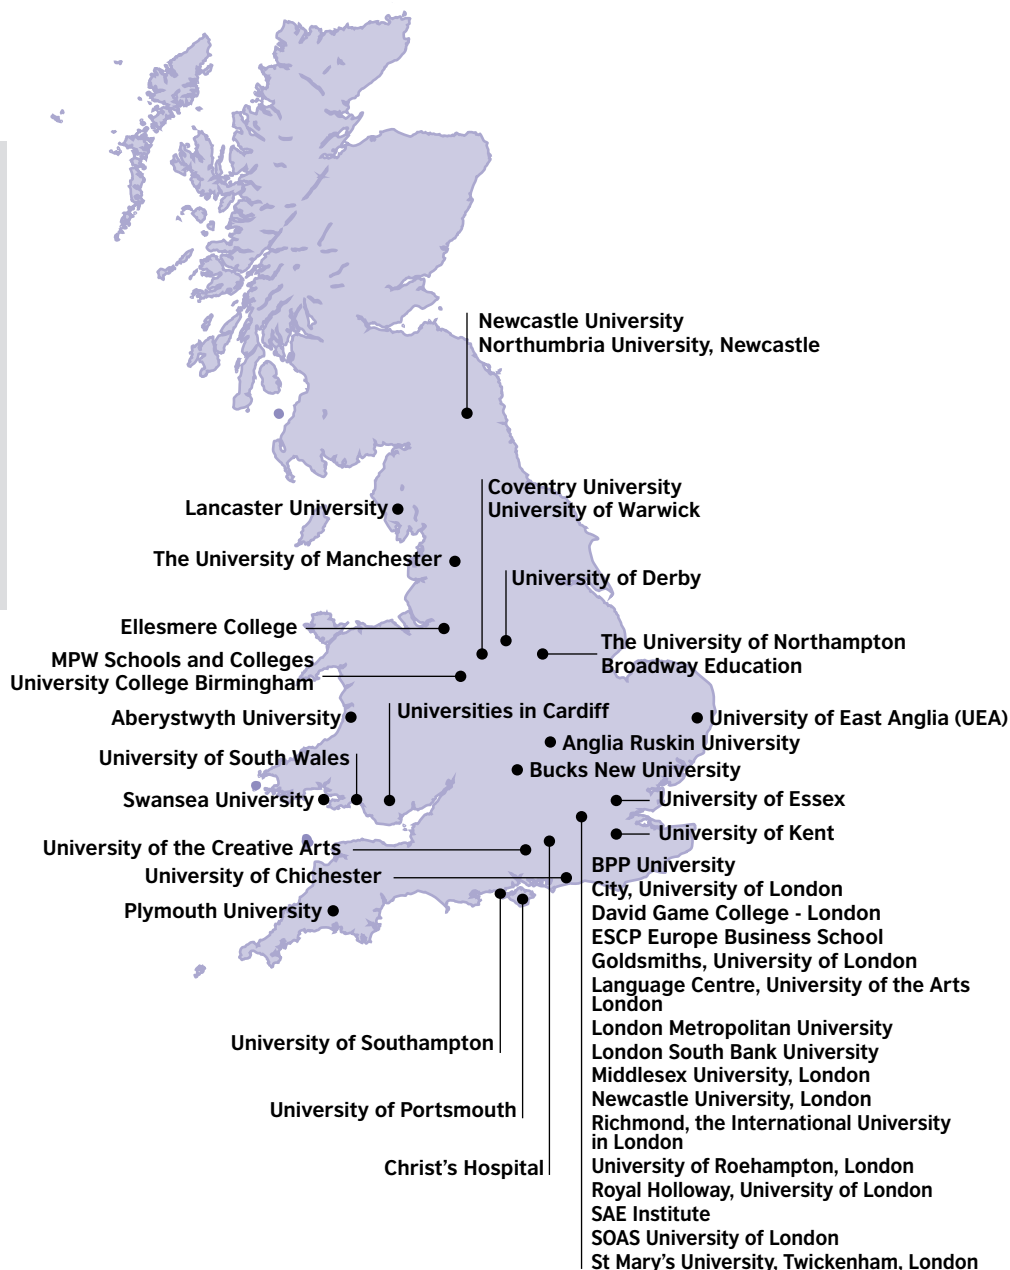 Newcastle University
Northumbria University, Newcastle
Coventry University
University of Warwick
Lancaster University
The University of Manchester
University of Derby
Ellesmere College
The University of Northampton
Broadway Education
MPW Schools and Colleges
University College Birmingham
Aberystwyth University
Universities in Cardiff
University of East Anglia (UEA)
Anglia Ruskin University
University of South Wales
Bucks New University
Swansea University
University of Essex
University of Kent
University of the Creative Arts
University of Chichester
Plymouth University
BPP University
City, University of London
David Game College - London
ESCP Europe Business School
Goldsmiths, University of London
Language Centre, University of the Arts
London
London Metropolitan University
London South Bank University
Middlesex University, London
Newcastle University, London
Richmond, the International University
in London
University of Roehampton, London
Royal Holloway, University of London
SAE Institute
SOAS University of London
St Mary's University, Twickenham, London
University of Southampton
University of Portsmouth
Christ's Hospital